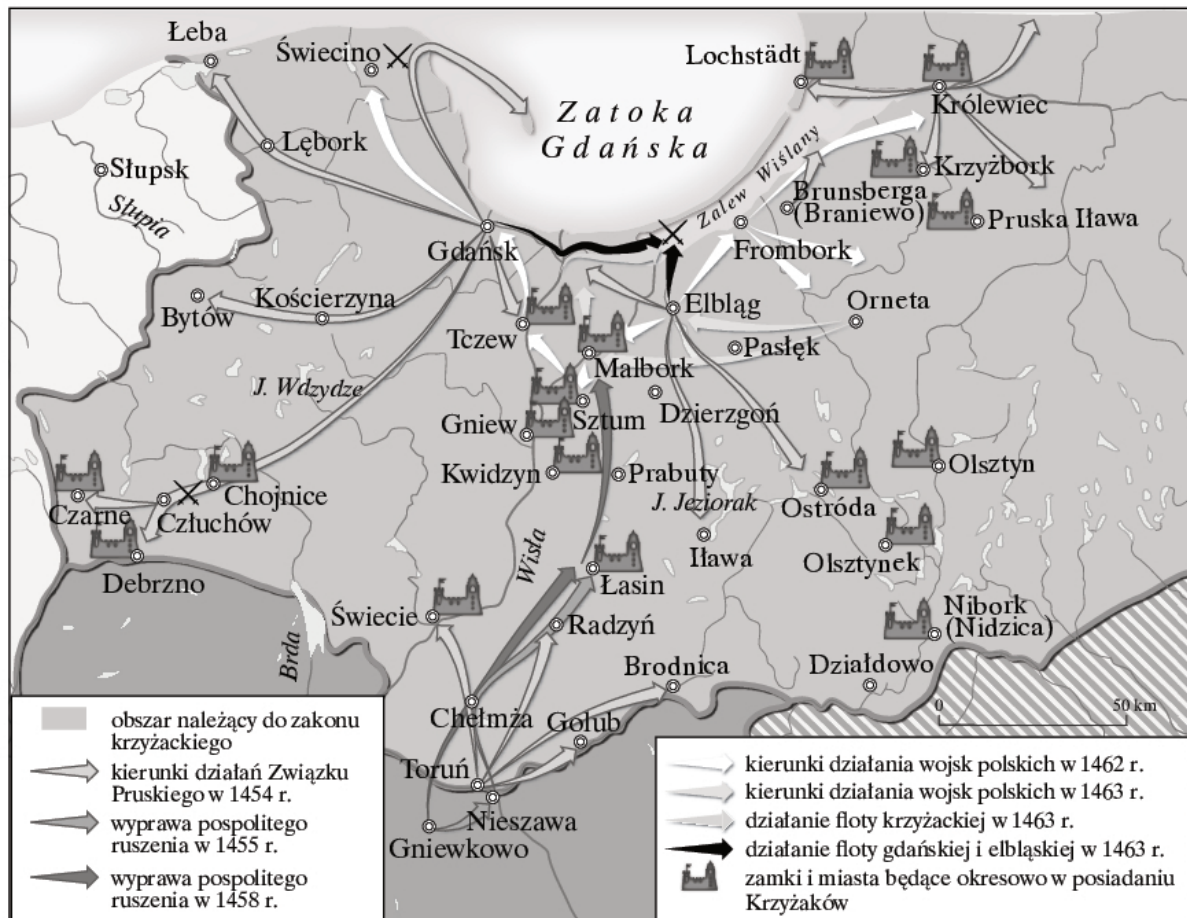 Łeba
Świecino
Lochstädt
Zatoka
Gdańska
Królewiec
Lębork
Słupsk
Słupia
Zalew Wiślany
Krzyżbork
Brunsberga
(Braniewo)
Pruska Iława
Gdańsk
Frombork
Bytów
Kościerzyna
Elbląg
Orneta
Tczew
Pasłęk
Malbork
J. Wdzydze
Sztum
Dzierzgoń
Gniew
Kwidzyn
Prabuty
Olsztyn
Chojnice
J. Jeziorak
Czarne
Człuchów
Ostróda
Wisła
Iława
Olsztynek
Debrzno
Łasin
Świecie
Radzyń
Nibork
(Nidzica)
Brda
Brodnica
Działdowo
Chełmża
Golub
0 50 km
Toruń
Nieszawa
Gniewkowo
obszar należący do zakonu
krzyżackiego
kierunki działań Związku
Pruskiego w 1454 r.
wyprawa pospolitego
ruszenia w 1455 r.
wyprawa pospolitego
ruszenia w 1458 r.
kierunki działania wojsk polskich w 1462 r.
kierunki działania wojsk polskich w 1463 r.
działanie floty krzyżackiej w 1463 r.
działanie floty gdańskiej i elbląskiej w 1463 r.
zamki i miasta będące okresowo w posiadaniu
Krzyżaków